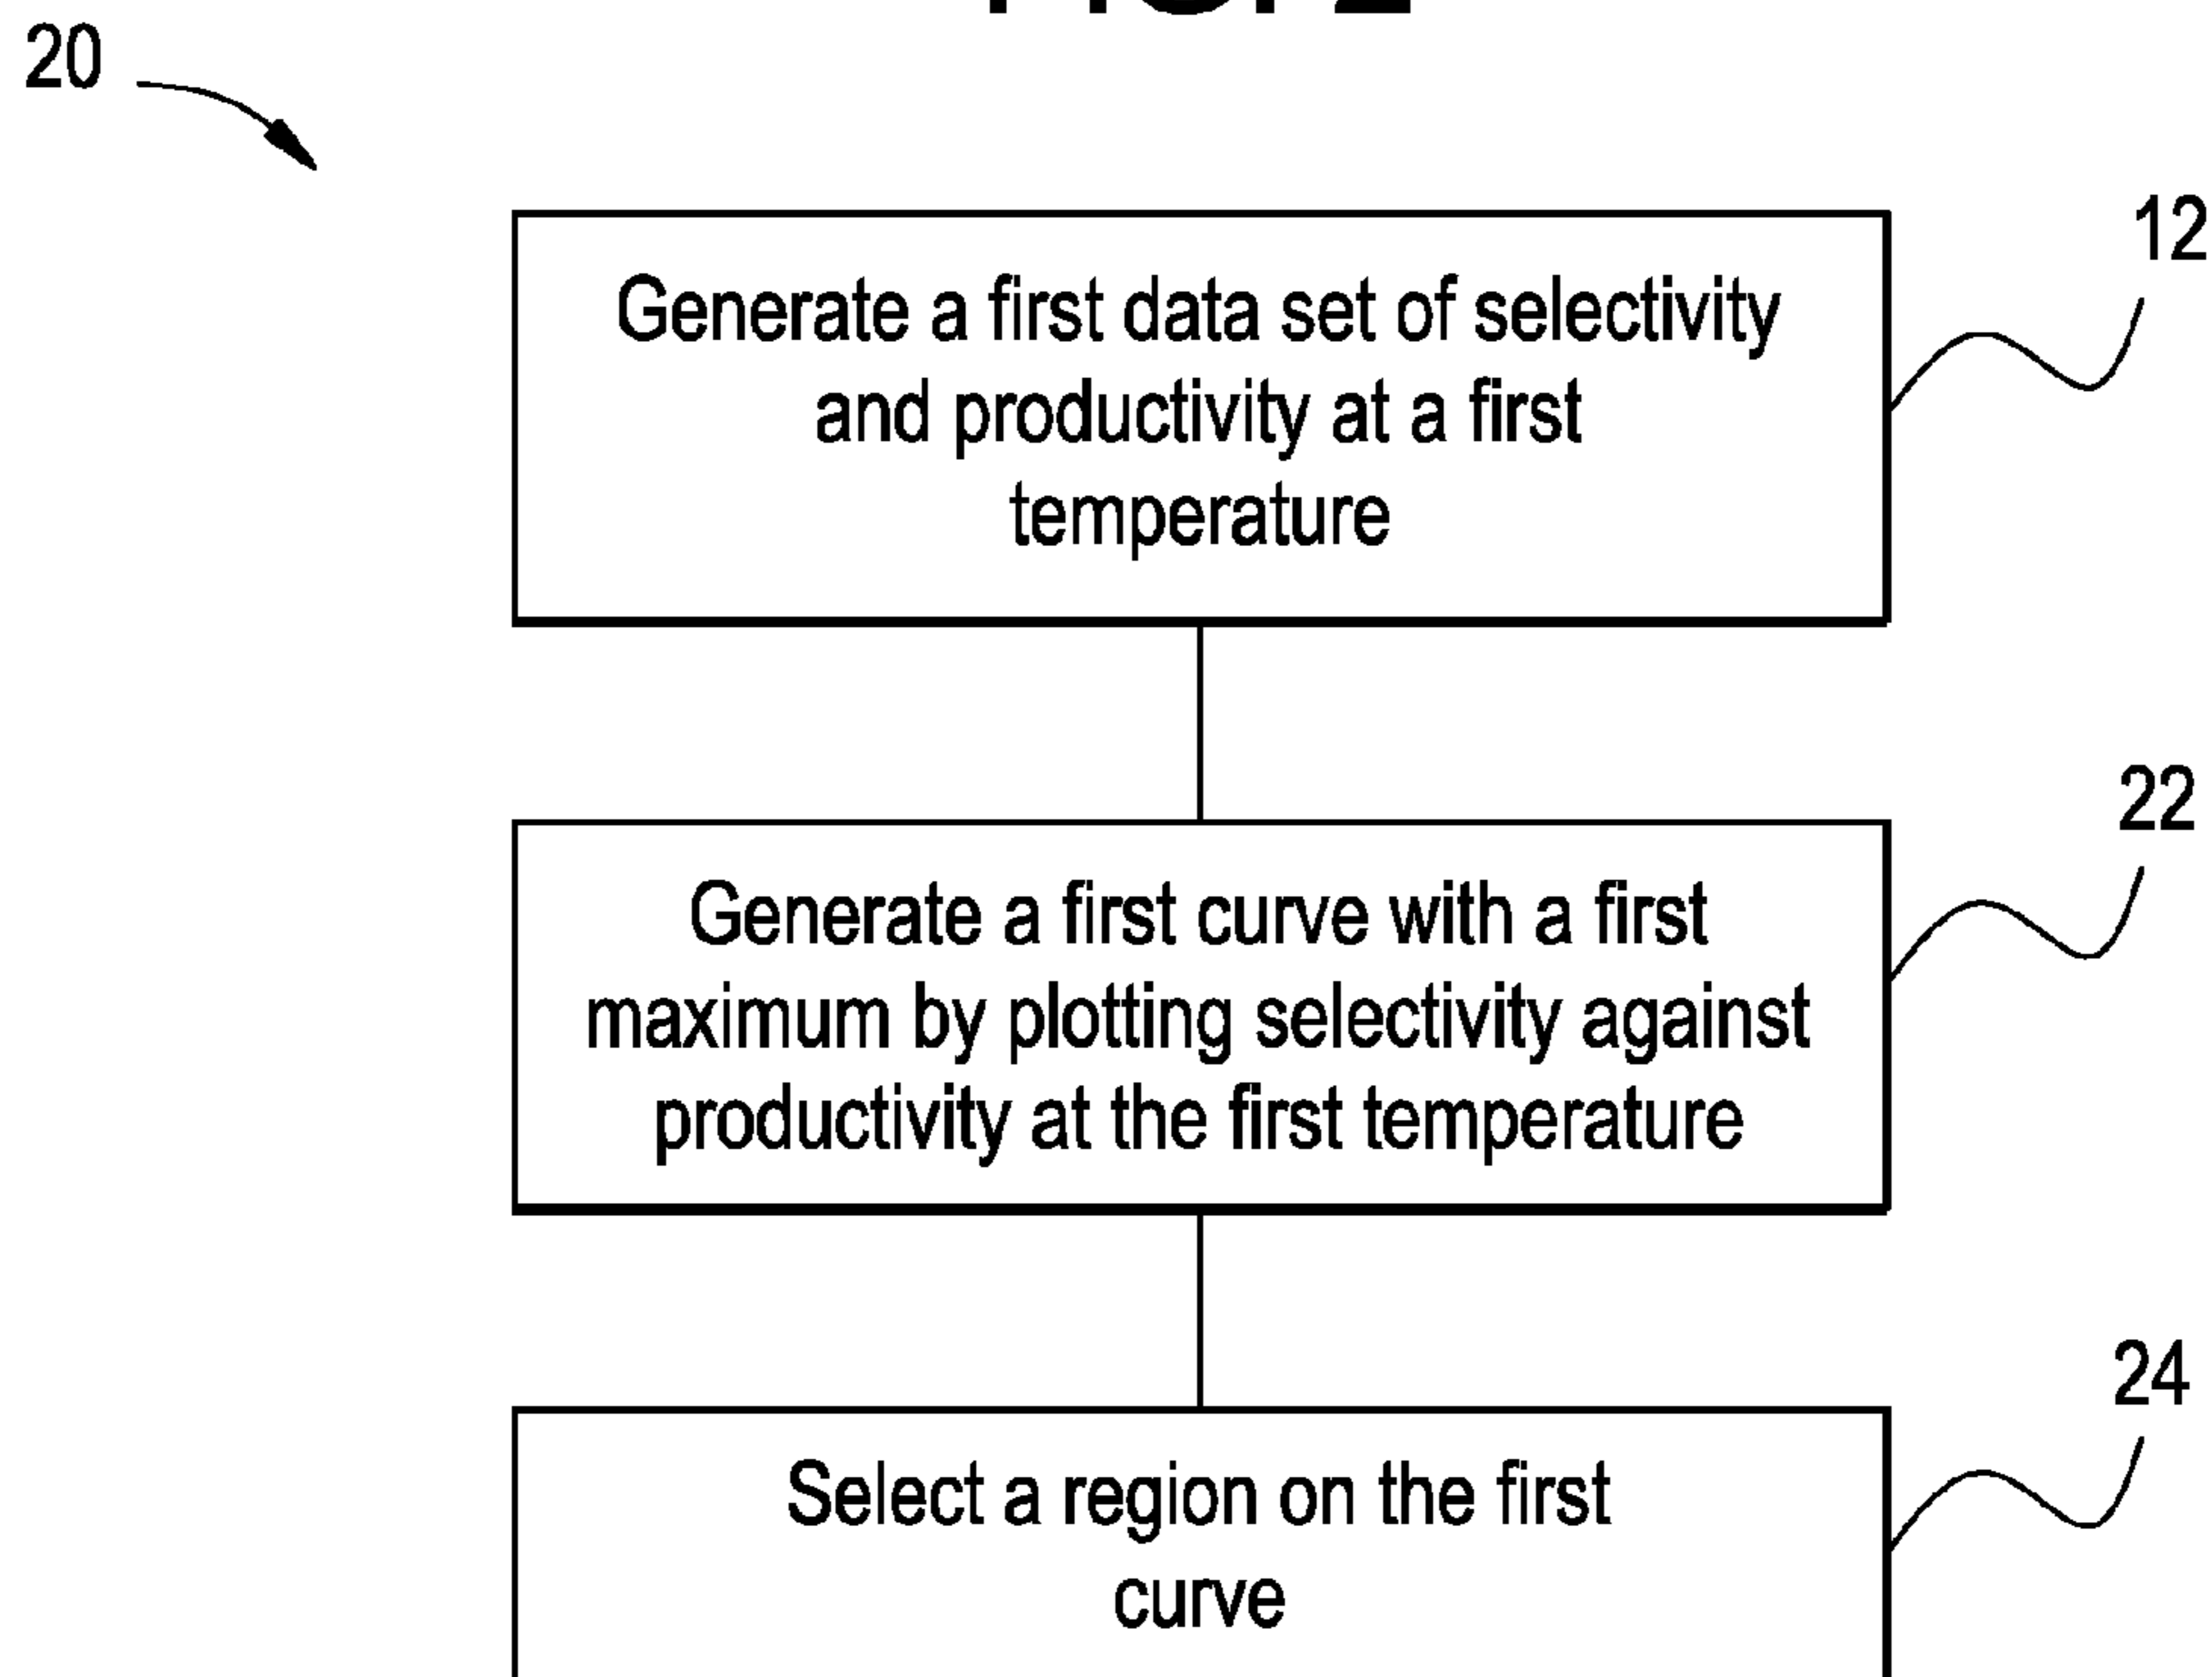 20
12
Generate a first data set of selectivity
and productivity at a first
temperature
22
Generate a first curve with a first
maximum by plotting selectivity against
productivity at the first temperature
24
Select a region on the first
curve